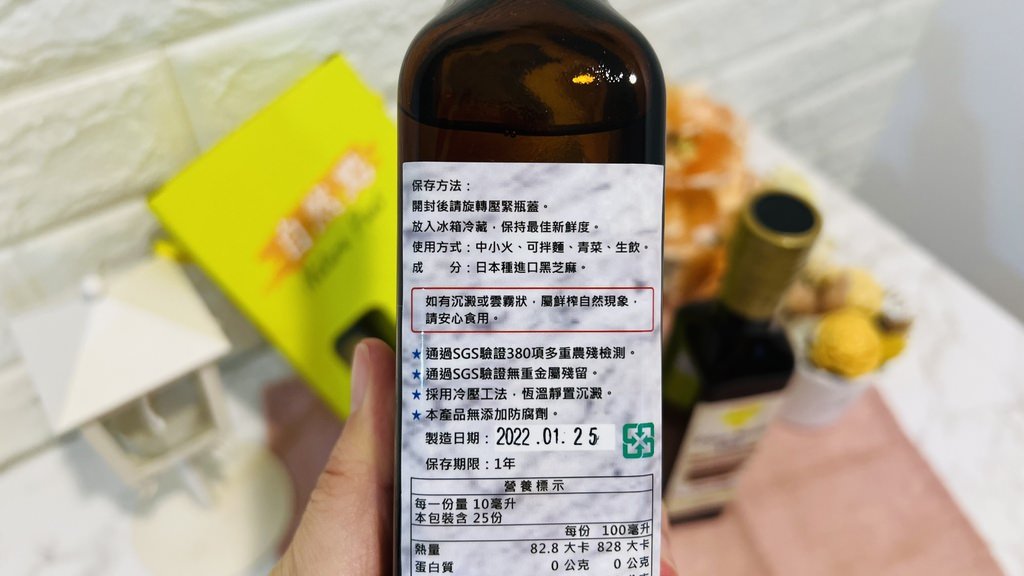 保存方法：
開封後請旋轉壓緊瓶蓋。
放入冰箱冷藏，保持最佳新鮮度。
使用方式：中小火、可拌麵、青菜、生飲。
成　　分：日本種進口黑芝麻。
如有沉澱或雲霧狀，屬鮮榨自然現象，
請安心食用。
★通過SGS驗證380項多重農殘檢測。
★通過SGS驗證無重金屬殘留。
★採用冷壓工法，恆溫靜置沉澱。
★本產品無添加防腐劑。
製造日期：2022.01.25
保存期限：1年
營養標示
每一份量 10毫升
本包裝含 25份
每份 100毫升
熱量 82.8 大卡 828 大卡
蛋白質 0 公克 0 公克